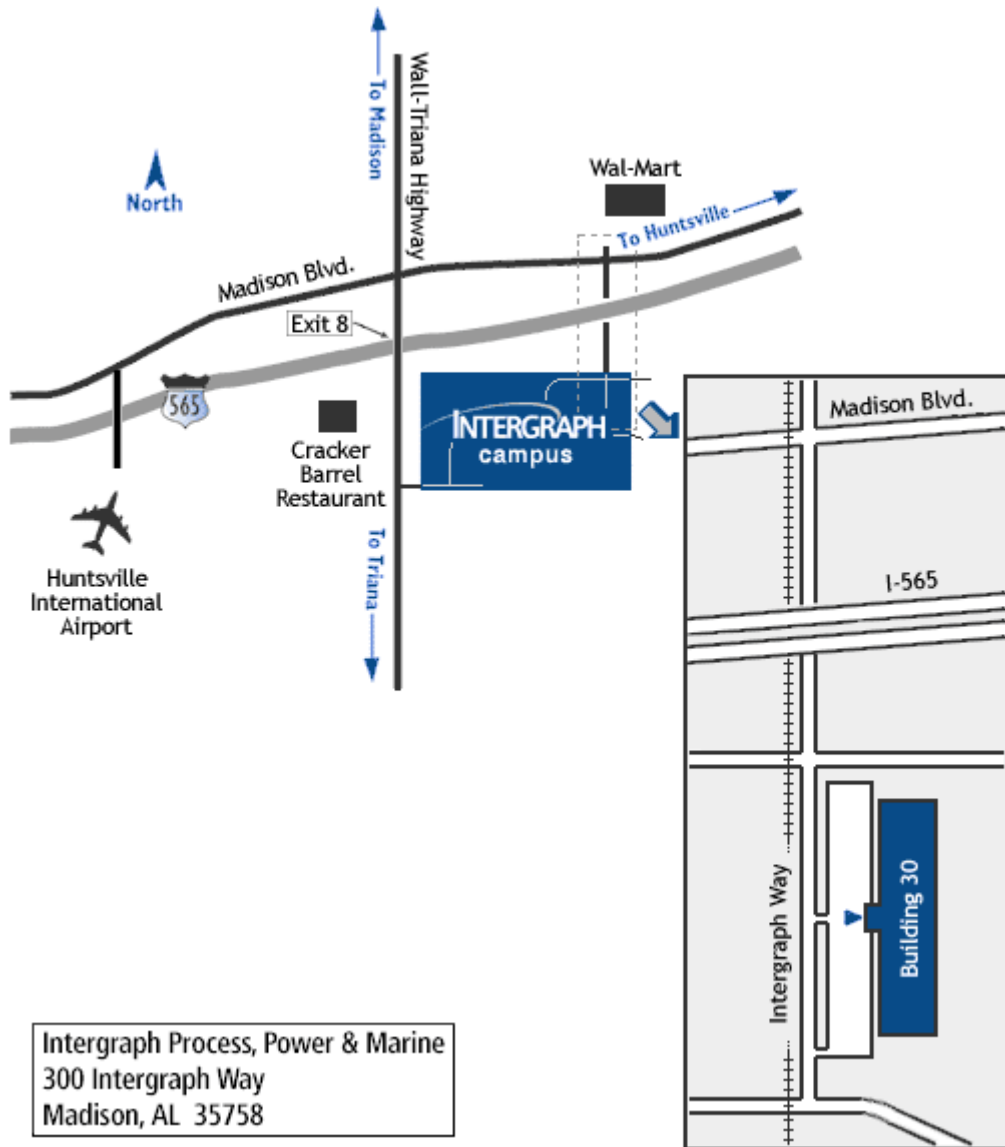 To Madison
Wall-Triana Highway
North
Wal-Mart
To Huntsville
Madison Blvd.
Exit 8
565
INTERGRAPH
campus
Cracker
Barrel
Restaurant
To Triana
Huntsville
International
Airport
Madison Blvd.
I-565
Intergraph Way
Building 30
Intergraph Process, Power & Marine
300 Intergraph Way
Madison, AL 35758